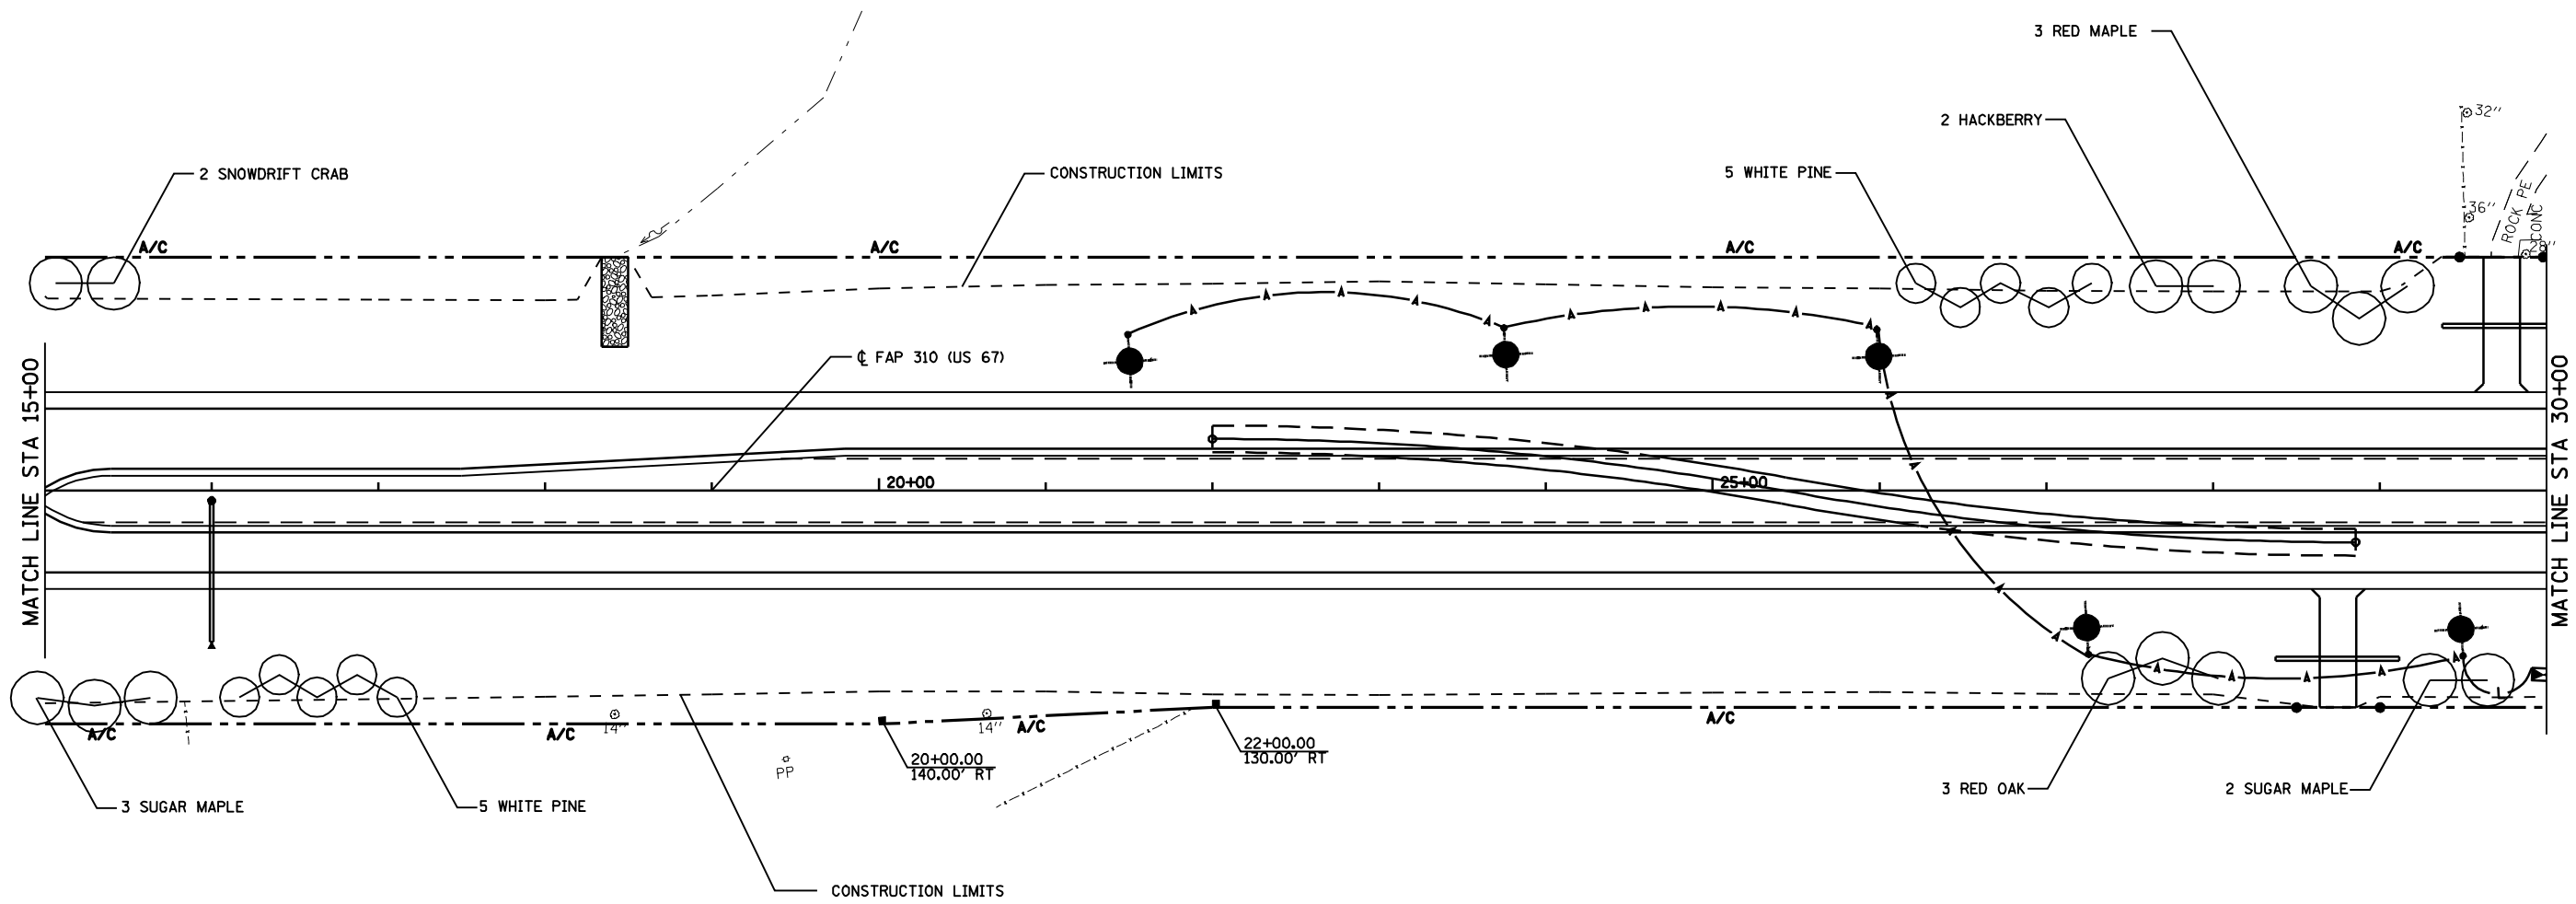 3 RED MAPLE
32''
2 HACKBERRY
2 SNOWDRIFT CRAB
CONSTRUCTION LIMITS
5 WHITE PINE
36''
ROCK PE
CONC
A/C
A/C
A/C
A/C
℄ FAP 310 (US 67)
MATCH LINE STA 15+00
MATCH LINE STA 30+00
20+00
25+00
A/C
A/C
14''
14''
A/C
A/C
22+00.00
130.00' RT
20+00.00
140.00' RT
PP
3 RED OAK
2 SUGAR MAPLE
3 SUGAR MAPLE
5 WHITE PINE
CONSTRUCTION LIMITS